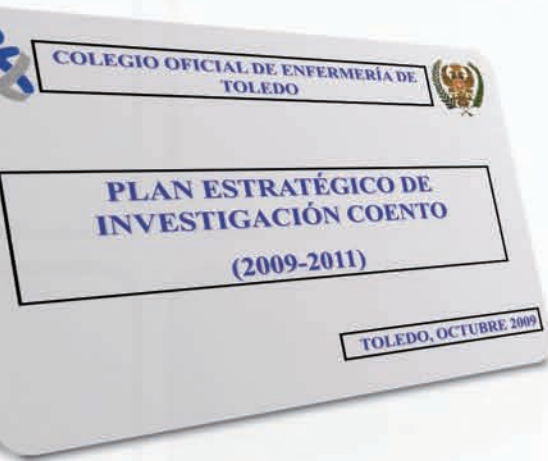 COLEGIO OFICIAL DE ENFERMERÍA DE
TOLEDO
PLAN ESTRATÉGICO DE
INVESTIGACIÓN COENTO
(2009-2011)
TOLEDO, OCTUBRE 2009